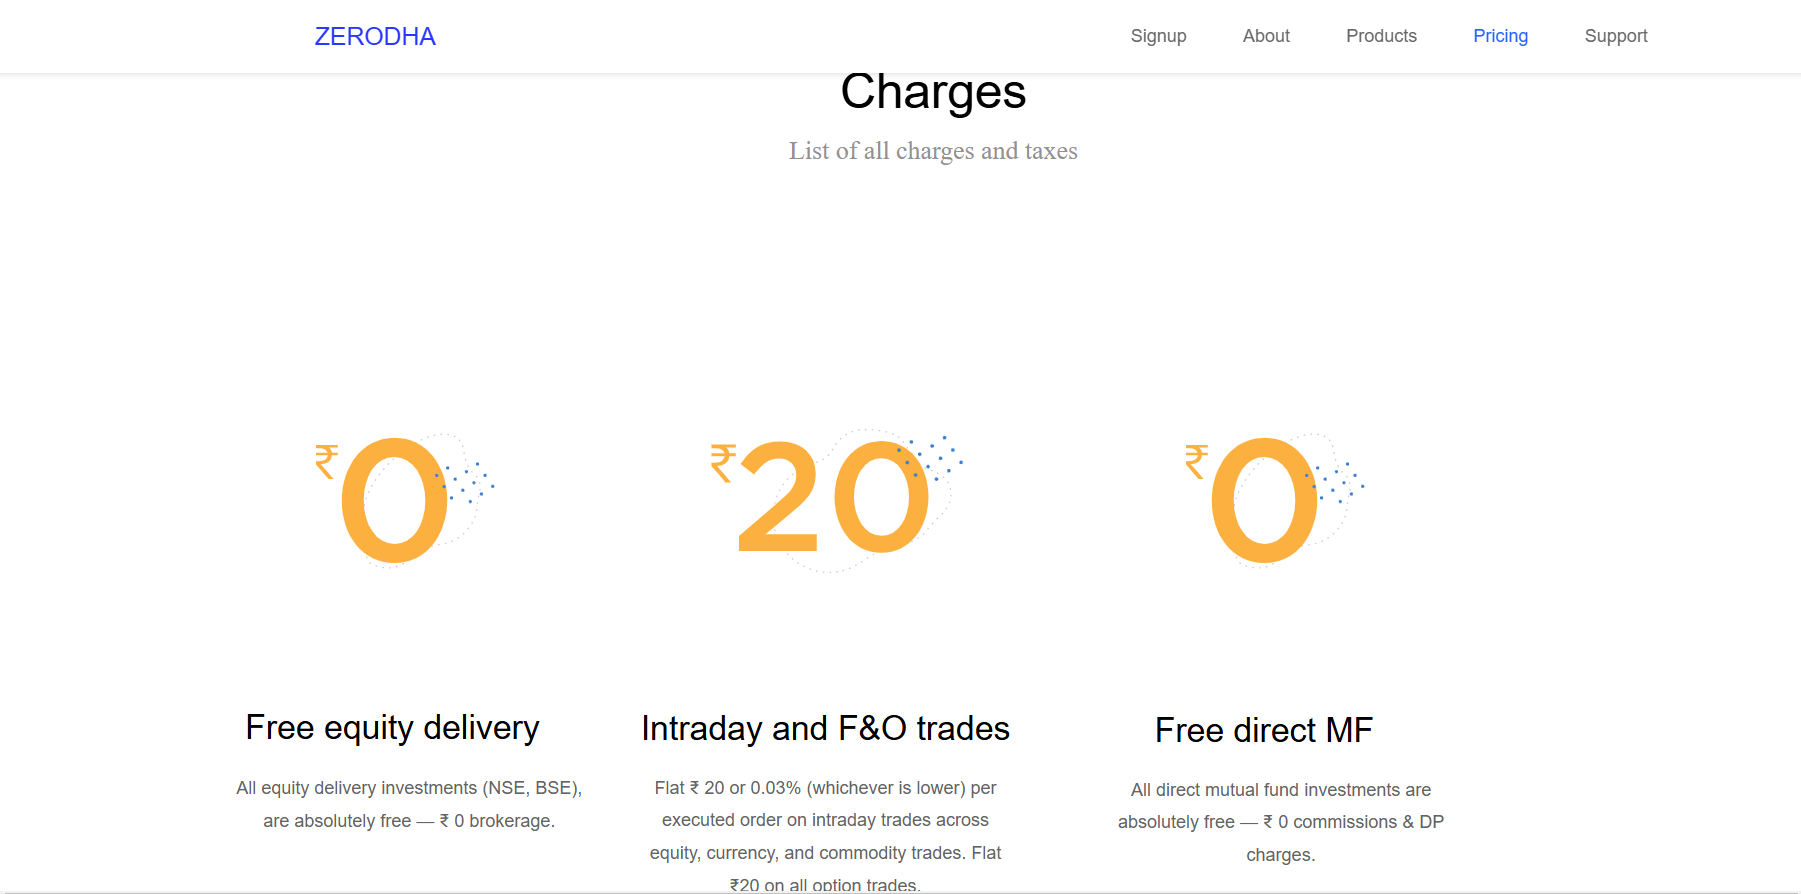 ZERODHA
Signup
About
Products
Pricing
Support
Charges
List of all charges and taxes
₹0
₹20
₹0
Free equity delivery
All equity delivery investments (NSE, BSE),
are absolutely free — ₹ 0 brokerage.
Intraday and F&O trades
Flat ₹ 20 or 0.03% (whichever is lower) per
executed order on intraday trades across
equity, currency, and commodity trades. Flat
₹20 on all option trades.
Free direct MF
All direct mutual fund investments are
absolutely free — ₹ 0 commissions & DP
charges.